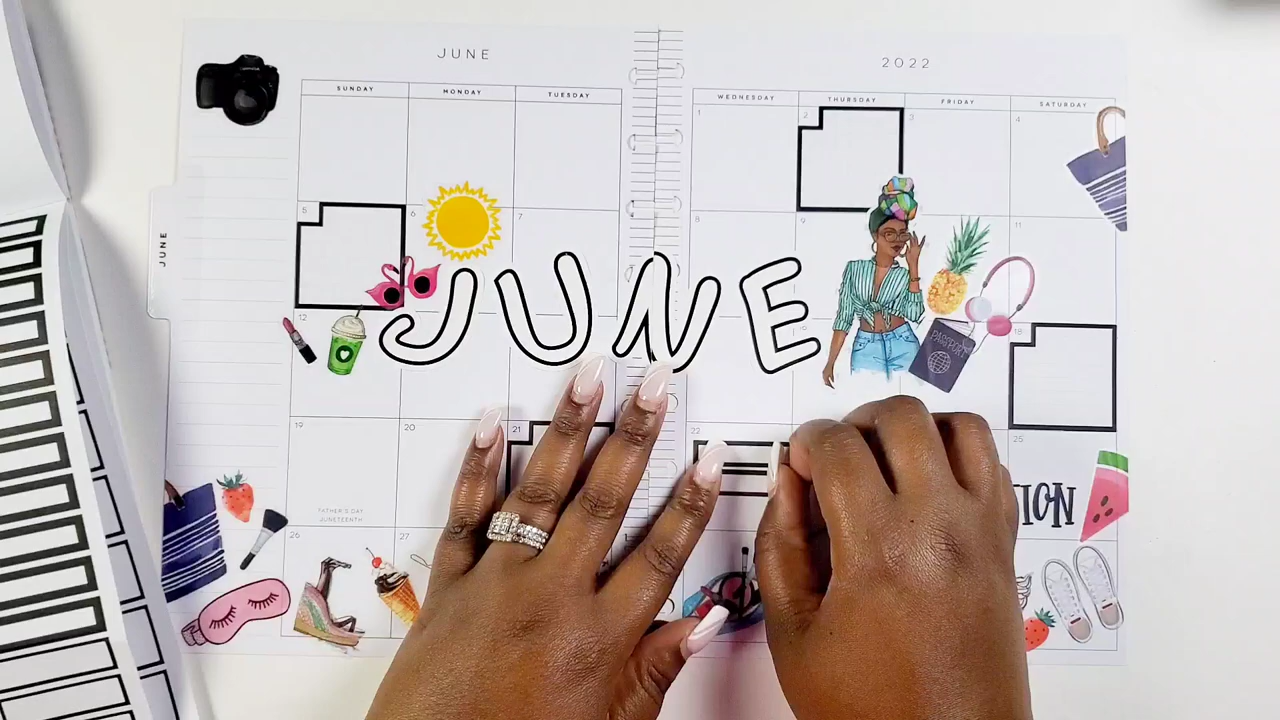 JUNE
2022
SUNDAY MONDAY TUESDAY WEDNESDAY THURSDAY FRIDAY SATURDAY
1 2 3 4
5 6 7 8 9 11
JUNE
JUNE
PASSPORT
12 18
19 20 21 22 25
FATHER'S DAY
JUNETEENTH
TION
26 27